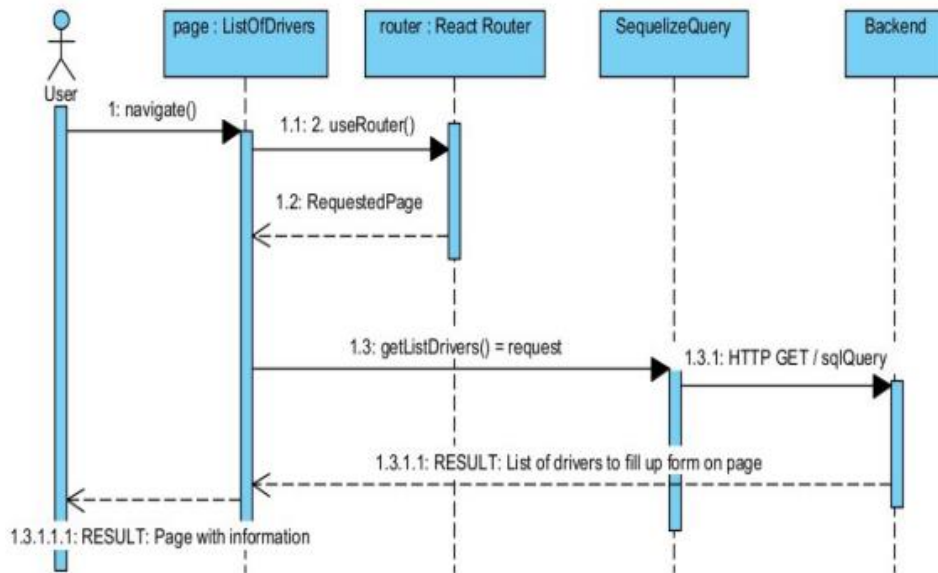 page : ListOfDrivers
router : React Router
SequelizeQuery
Backend
User
1: navigate()
1.1: 2. useRouter()
1.2: RequestedPage
1.3: getListDrivers() = request
1.3.1: HTTP GET / sqlQuery
1.3.1.1: RESULT: List of drivers to fill up form on page
1.3.1.1.1: RESULT: Page with information